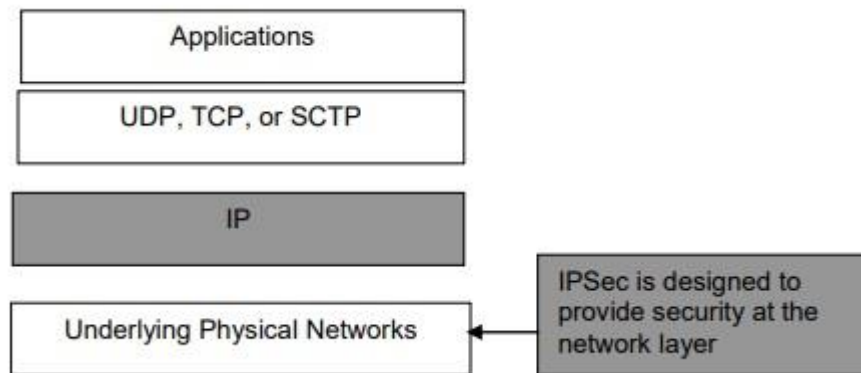 Applications
UDP, TCP, or SCTP
IP
Underlying Physical Networks
IPSec is designed to
provide security at the
network layer